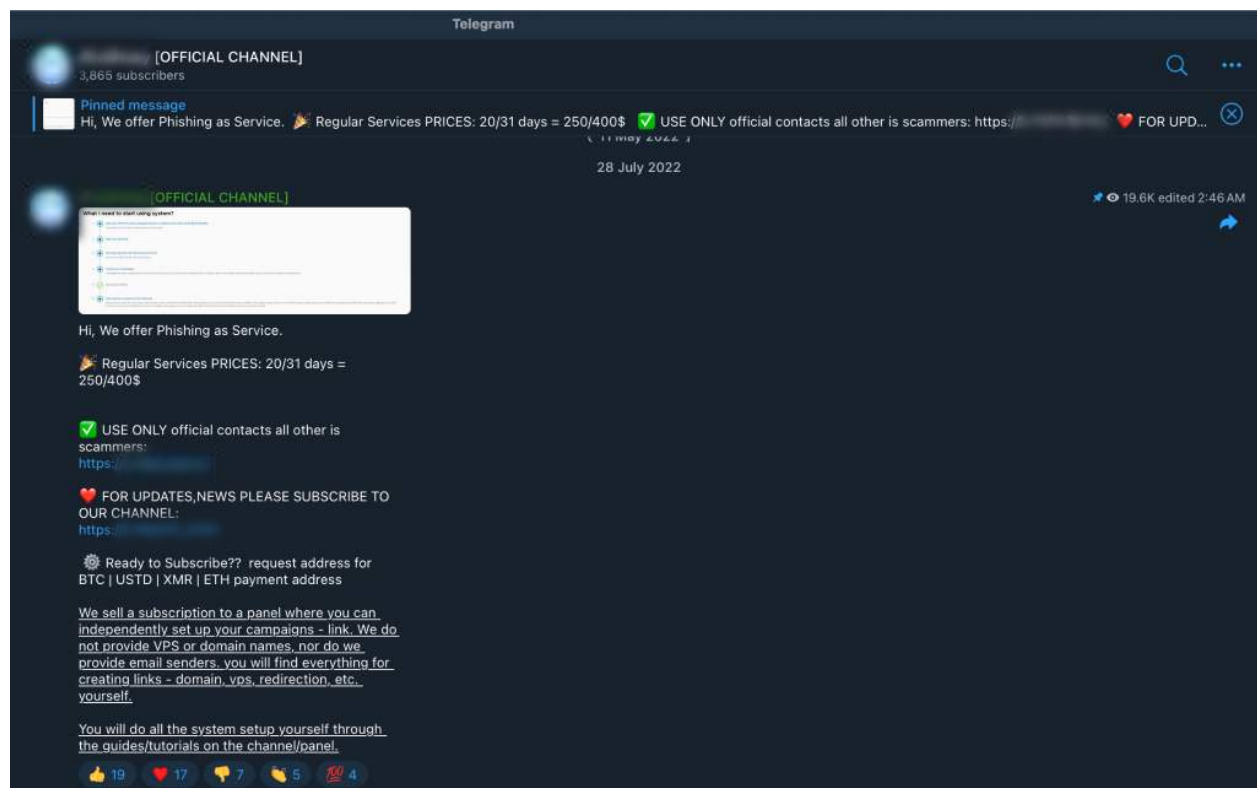 Telegram
[OFFICIAL CHANNEL]
3,865 subscribers
Pinned message
Hi, We offer Phishing as Service. 🎉 Regular Services PRICES: 20/31 days = 250/400$ ✅ USE ONLY official contacts all other is scammers: https:/ ❤️ FOR UPD...
11 May 2022
28 July 2022
[OFFICIAL CHANNEL]
19.6K edited 2:46 AM
What I need to start using system?
Hi, We offer Phishing as Service.
🎉 Regular Services PRICES: 20/31 days =
250/400$
✅ USE ONLY official contacts all other is
scammers:
https:/
❤️ FOR UPDATES,NEWS PLEASE SUBSCRIBE TO
OUR CHANNEL:
https:
⚙️ Ready to Subscribe?? request address for
BTC | USTD | XMR | ETH payment address
We sell a subscription to a panel where you can
independently set up your campaigns - link. We do
not provide VPS or domain names, nor do we
provide email senders. you will find everything for
creating links - domain, vps, redirection, etc.
yourself.
You will do all the system setup yourself through
the guides/tutorials on the channel/panel.
👍 19 ❤️ 17 👎 7 👏 5 💯 4